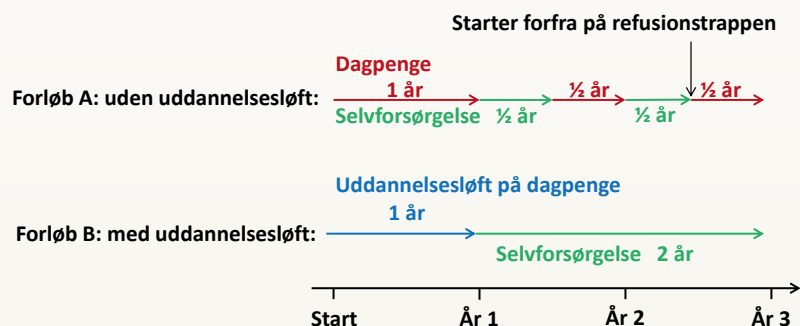 Starter forfra på refusionstrappen
Dagpenge
Forløb A: uden uddannelsesløft: 1 år ½ år ½ år
Selvforsørgelse ½ år ½ år
Uddannelsesløft på dagpenge
1 år
Forløb B: med uddannelsesløft:
Selvforsørgelse 2 år
Start År 1 År 2 År 3